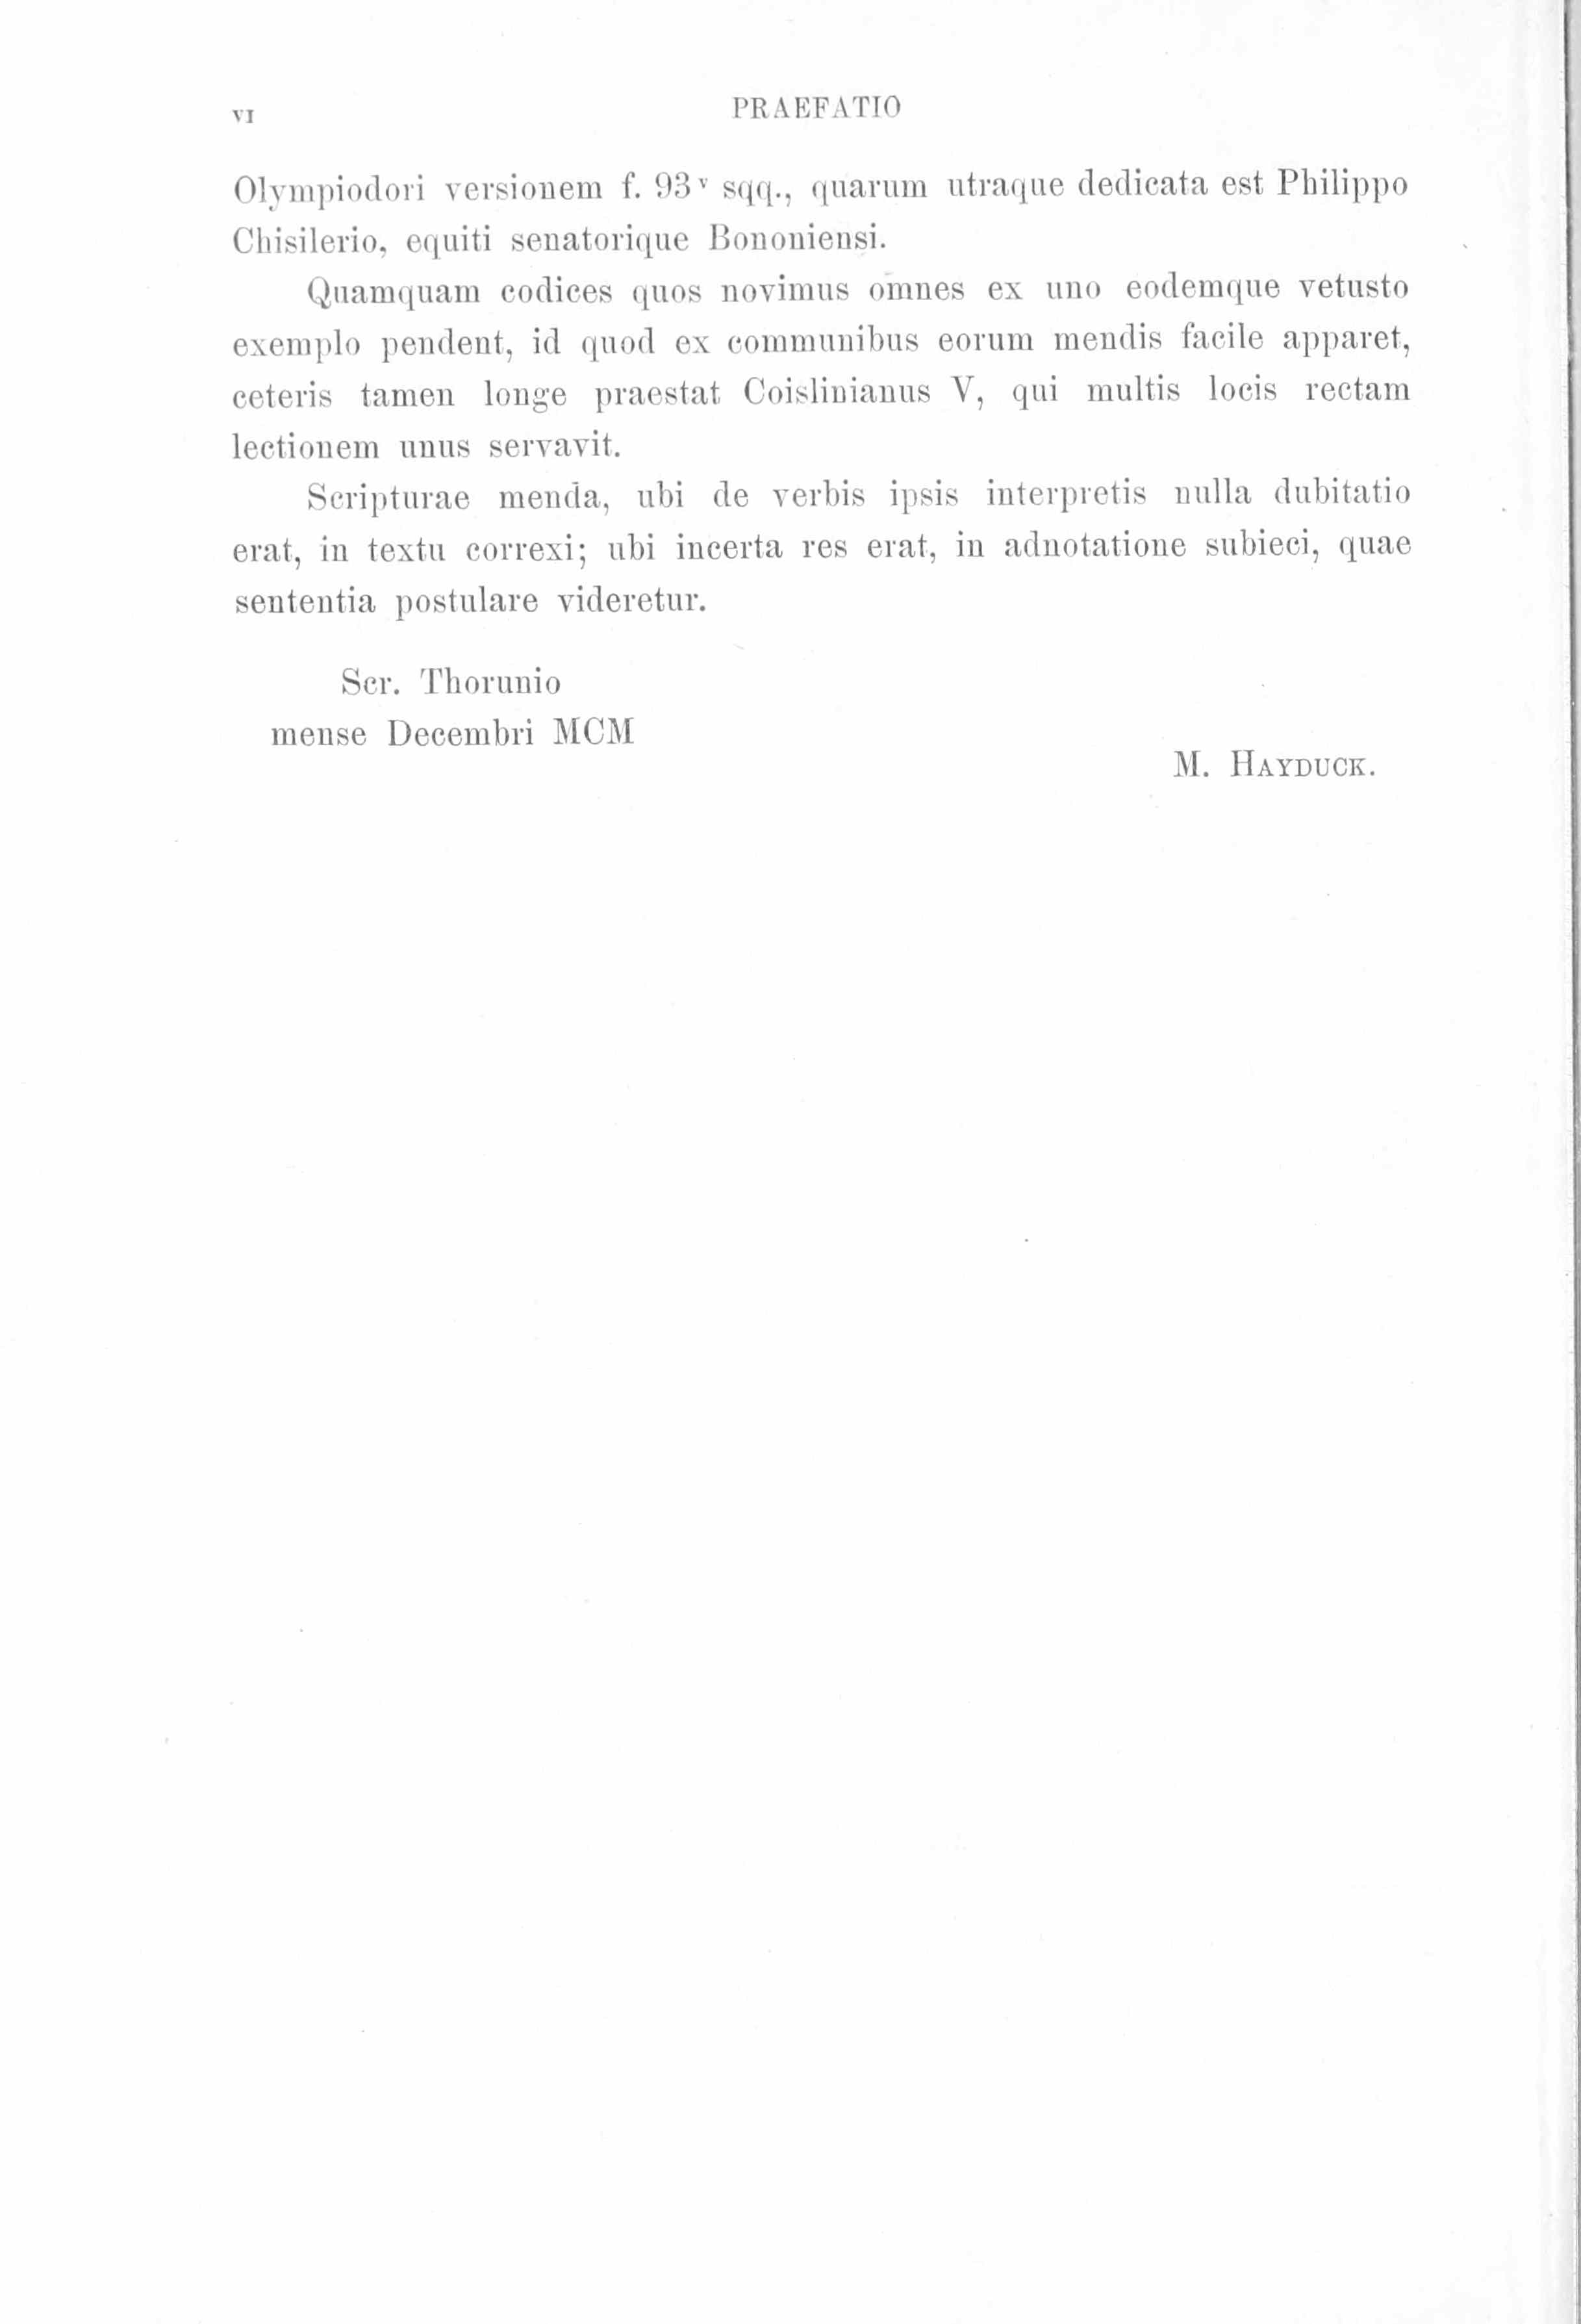 VI
PRAEFATIO
Olympiodori versionem f. 93ᵛ sqq., quarum utraque dedicata est Philippo
Chisilerio, equiti senatorique Bononiensi.
Quamquam codices quos novimus omnes ex uno eodemque vetusto
exemplo pendent, id quod ex communibus eorum mendis facile apparet,
ceteris tamen longe praestat Coislinianus V, qui multis locis rectam
lectionem unus servavit.
Scripturae menda, ubi de verbis ipsis interpretis nulla dubitatio
erat, in textu correxi; ubi incerta res erat, in adnotatione subieci, quae
sententia postulare videretur.
Scr. Thorunio
mense Decembri MCM
M. HAYDUCK.